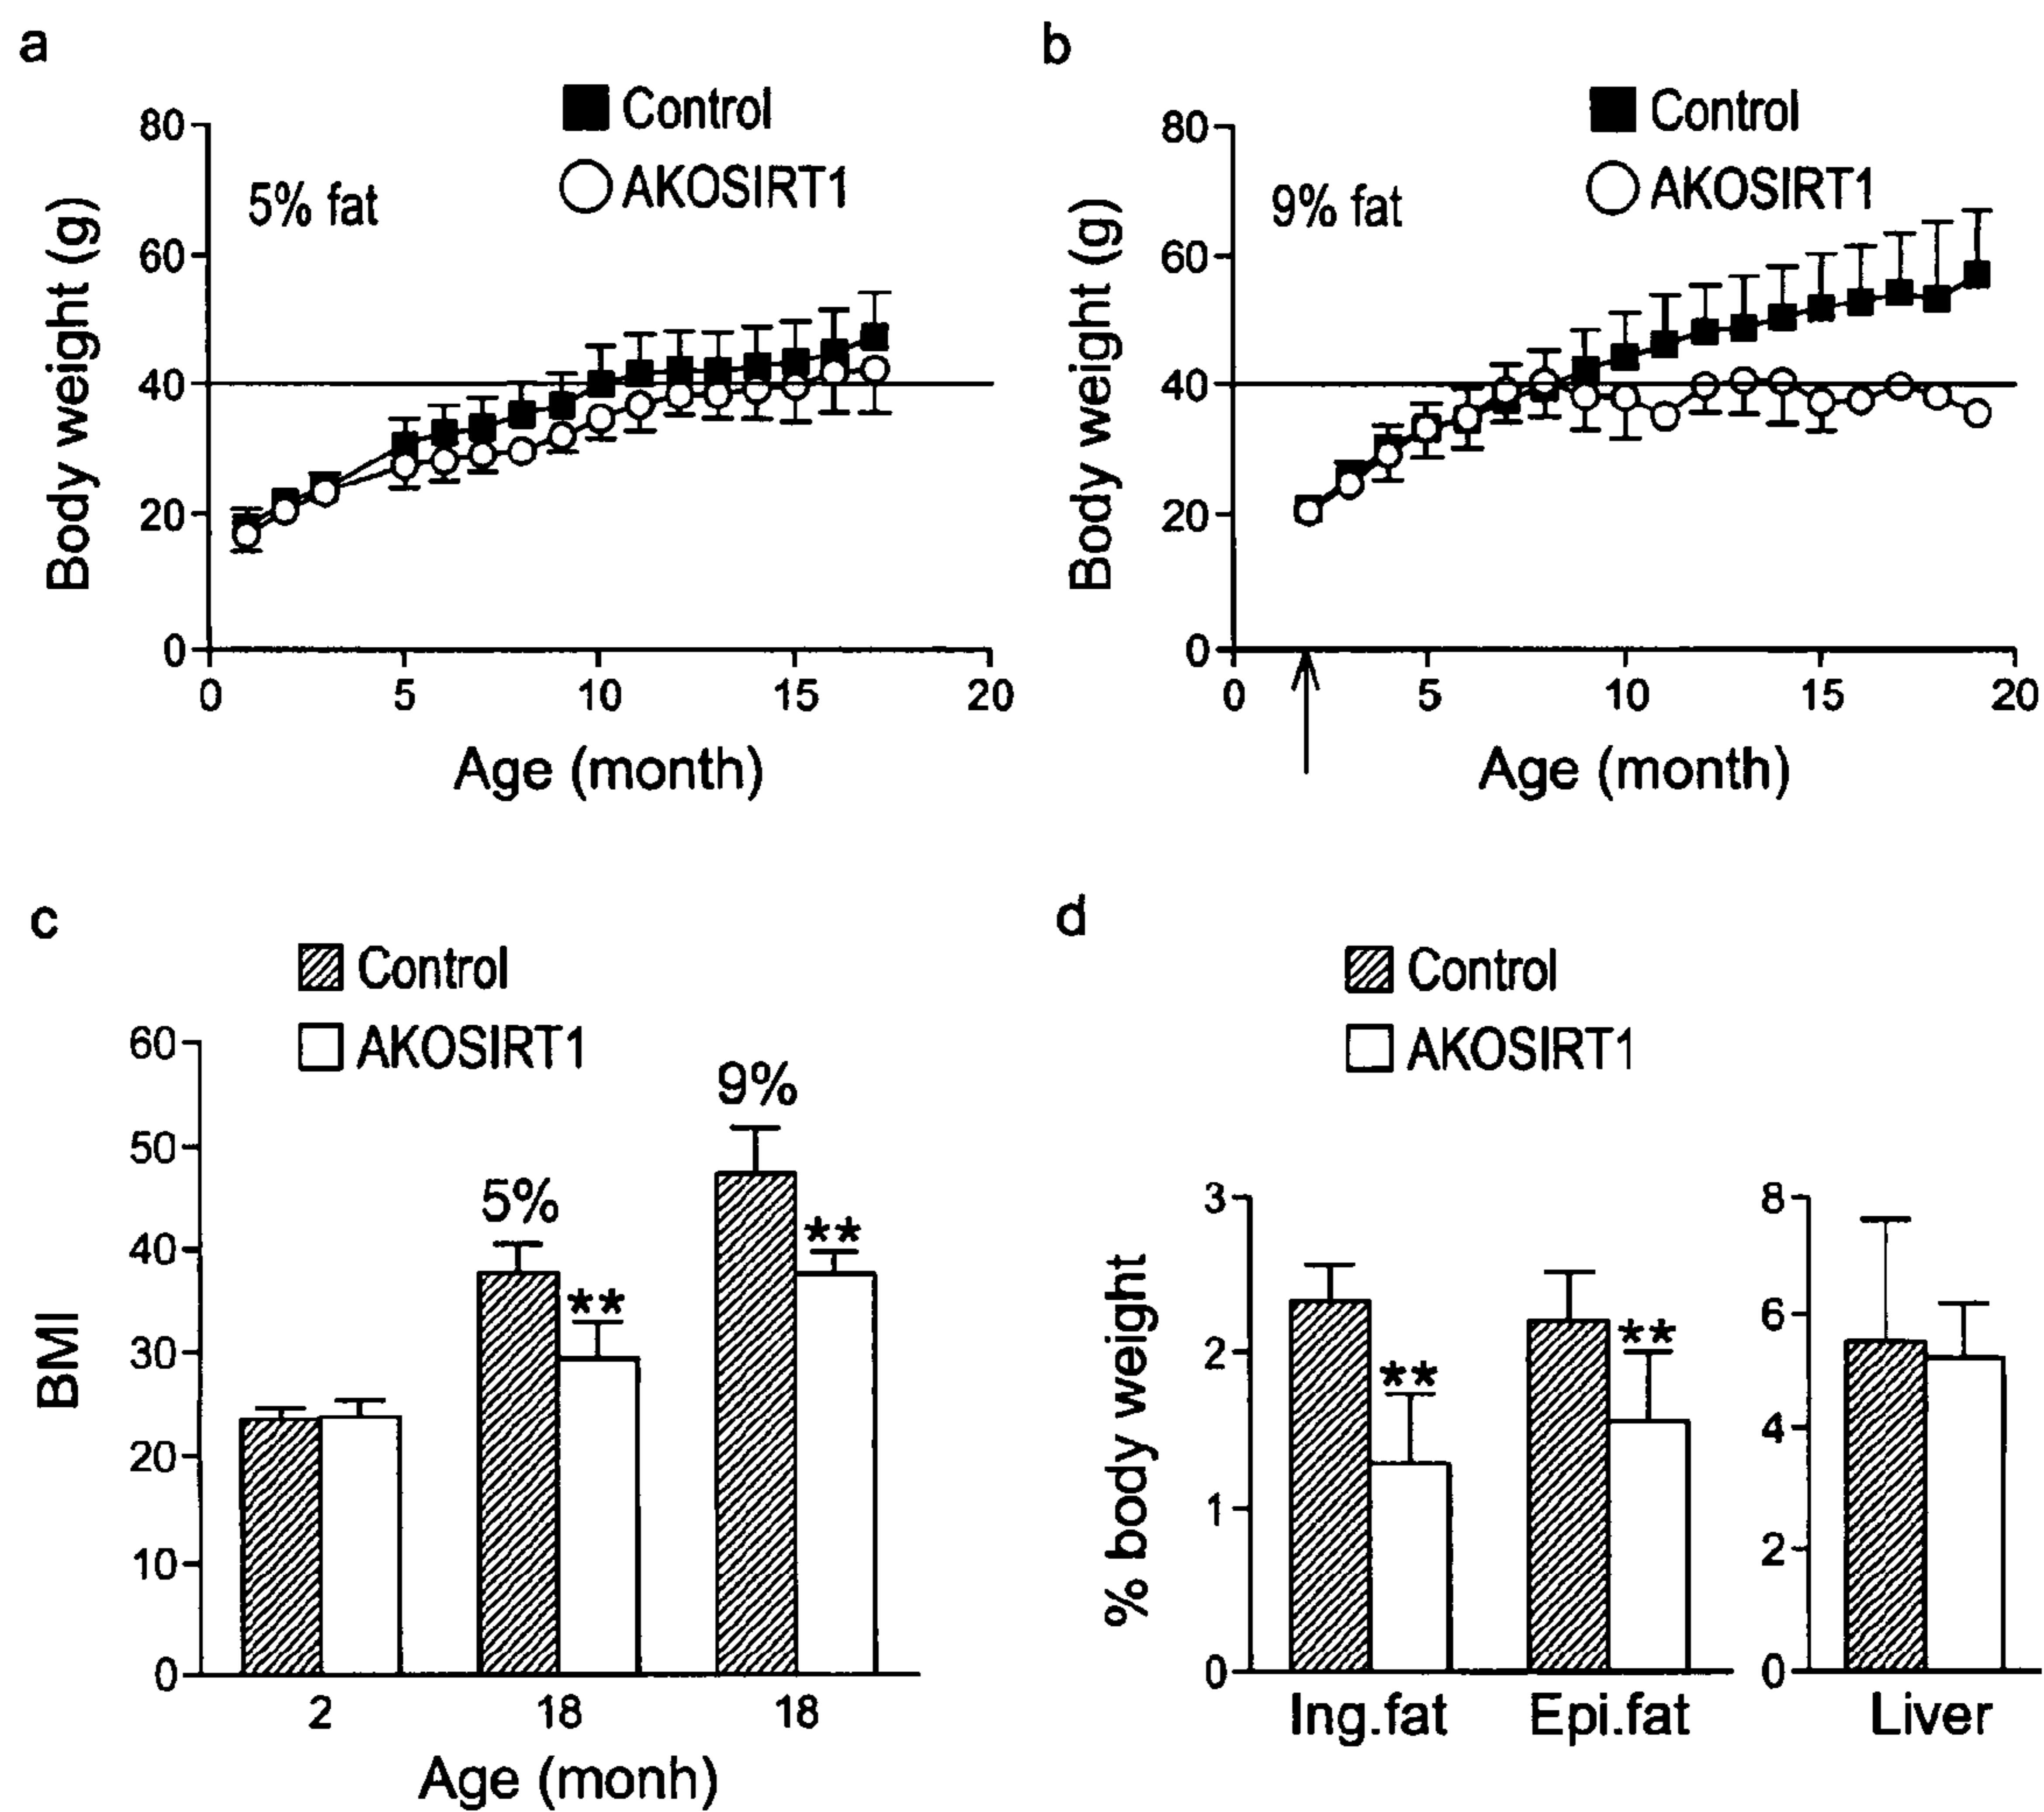 a
Control
AKOSIRT1
5% fat
Body weight (g)
80
60
40
20
0
0 5 10 15 20
Age (month)
b
Control
AKOSIRT1
9% fat
Body weight (g)
80
60
40
20
0
0 5 10 15 20
Age (month)
c
Control
AKOSIRT1
BMI
60
50
40
30
20
10
0
5%
**
9%
**
2 18 18
Age (monh)
d
Control
AKOSIRT1
% body weight
3
2
1
0
**
**
Ing.fat Epi.fat
8
6
4
2
0
Liver